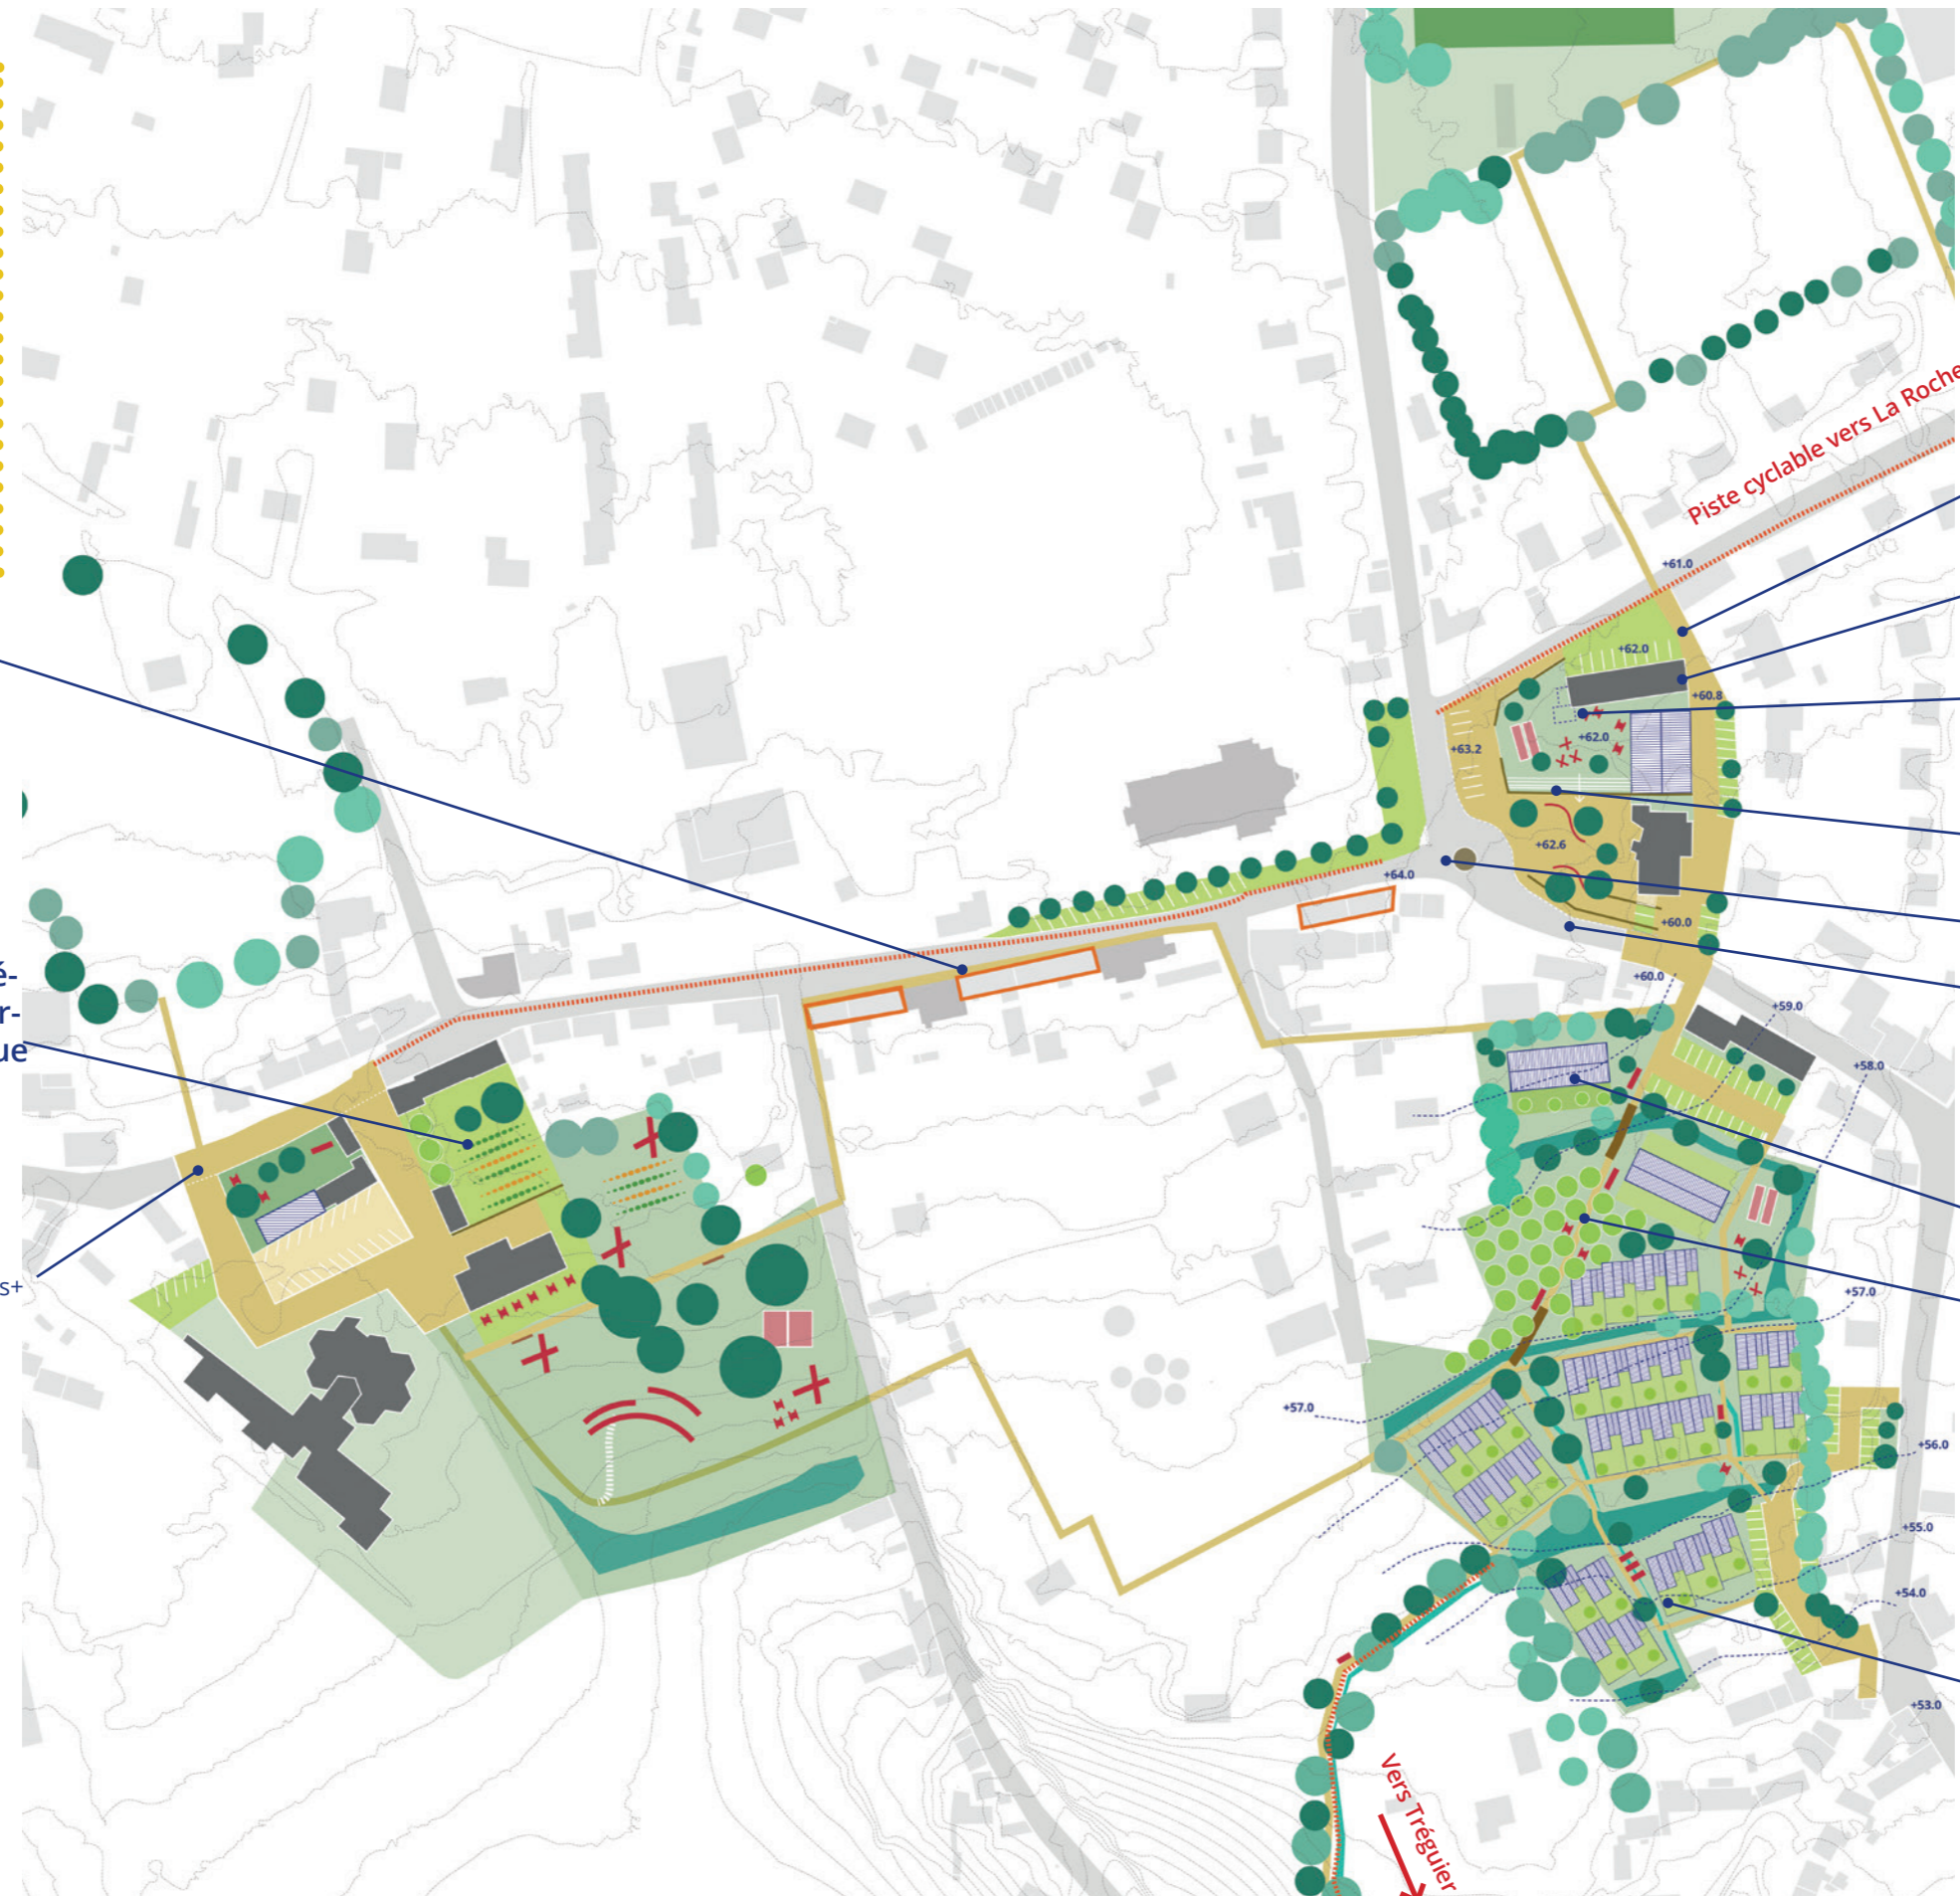 Piste cyclable vers La Roche
+61.0
+62.0
+60.8
+62.0
+63.2
+62.6
+64.0
+60.0
é-
r-
ue
+60.0
+59.0
+58.0
s+
+57.0
+57.0
+56.0
+55.0
+54.0
+53.0
Vers Tréguier